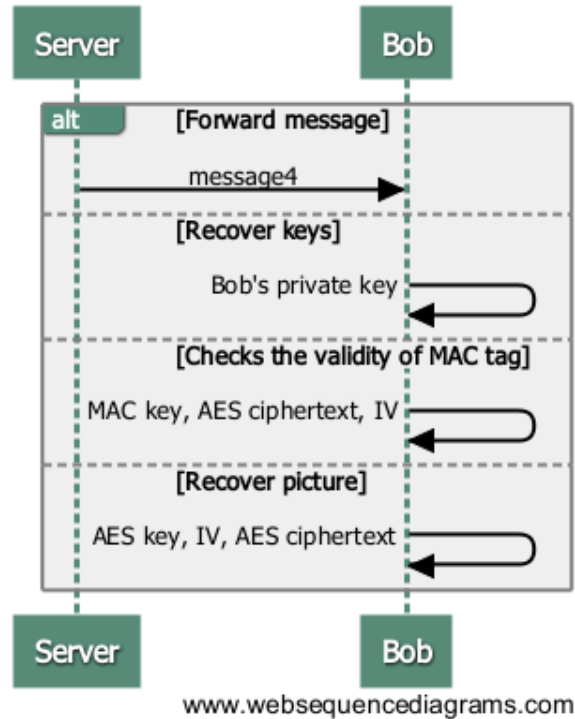 Server Bob
alt [Forward message]
message4
[Recover keys]
Bob's private key
[Checks the validity of MAC tag]
MAC key, AES ciphertext, IV
[Recover picture]
AES key, IV, AES ciphertext
Server Bob
www.websequencediagrams.com